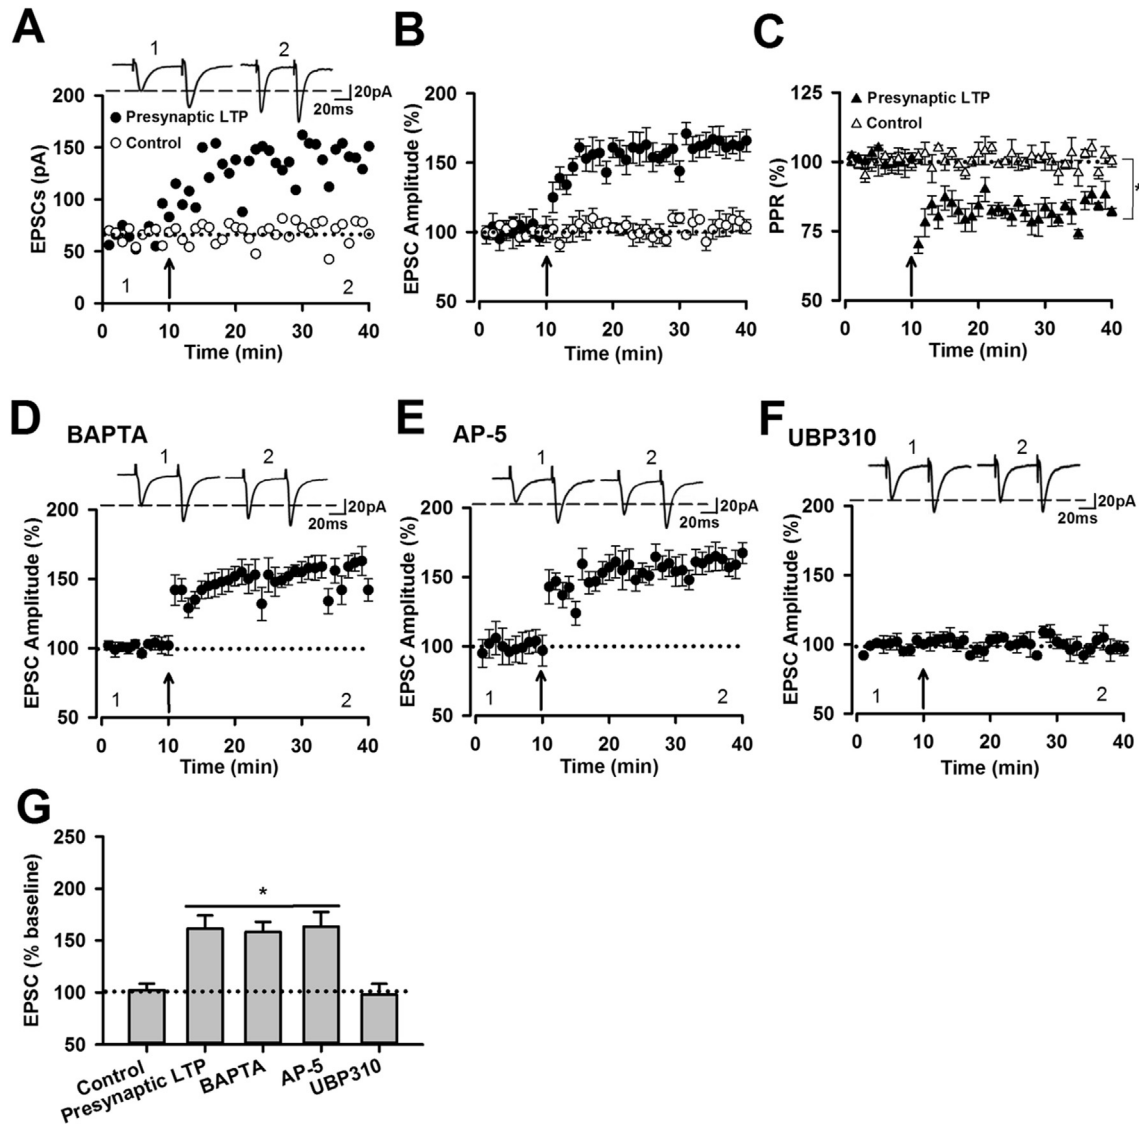 A
1
2
20pA
20ms
200
150
100
50
0
EPSCs (pA)
Presynaptic LTP
Control
1
2
0
10
20
30
40
Time (min)
B
200
150
100
50
EPSC Amplitude (%)
0
10
20
30
40
Time (min)
C
125
100
75
50
PPR (%)
Presynaptic LTP
Control
*
0
10
20
30
40
Time (min)
D
BAPTA
1
2
20pA
20ms
200
150
100
50
EPSC Amplitude (%)
1
2
0
10
20
30
40
Time (min)
E
AP-5
1
2
20pA
20ms
200
150
100
50
EPSC Amplitude (%)
1
2
0
10
20
30
40
Time (min)
F
UBP310
1
2
20pA
20ms
200
150
100
50
EPSC Amplitude (%)
1
2
0
10
20
30
40
Time (min)
G
250
200
150
100
50
EPSC (% baseline)
*
Control
Presynaptic LTP
BAPTA
AP-5
UBP310